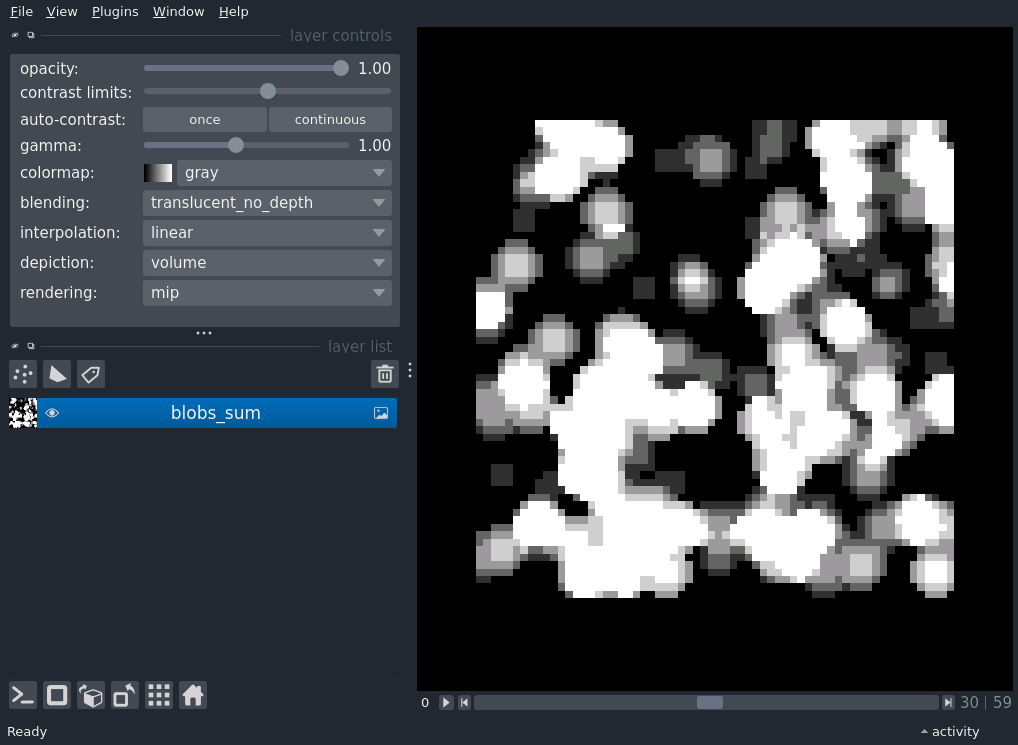 File View Plugins Window Help
layer controls
opacity: 1.00
contrast limits:
auto-contrast: once continuous
gamma: 1.00
colormap: gray
blending: translucent_no_depth
interpolation: linear
depiction: volume
rendering: mip
layer list
blobs_sum
0 30 | 59
Ready activity